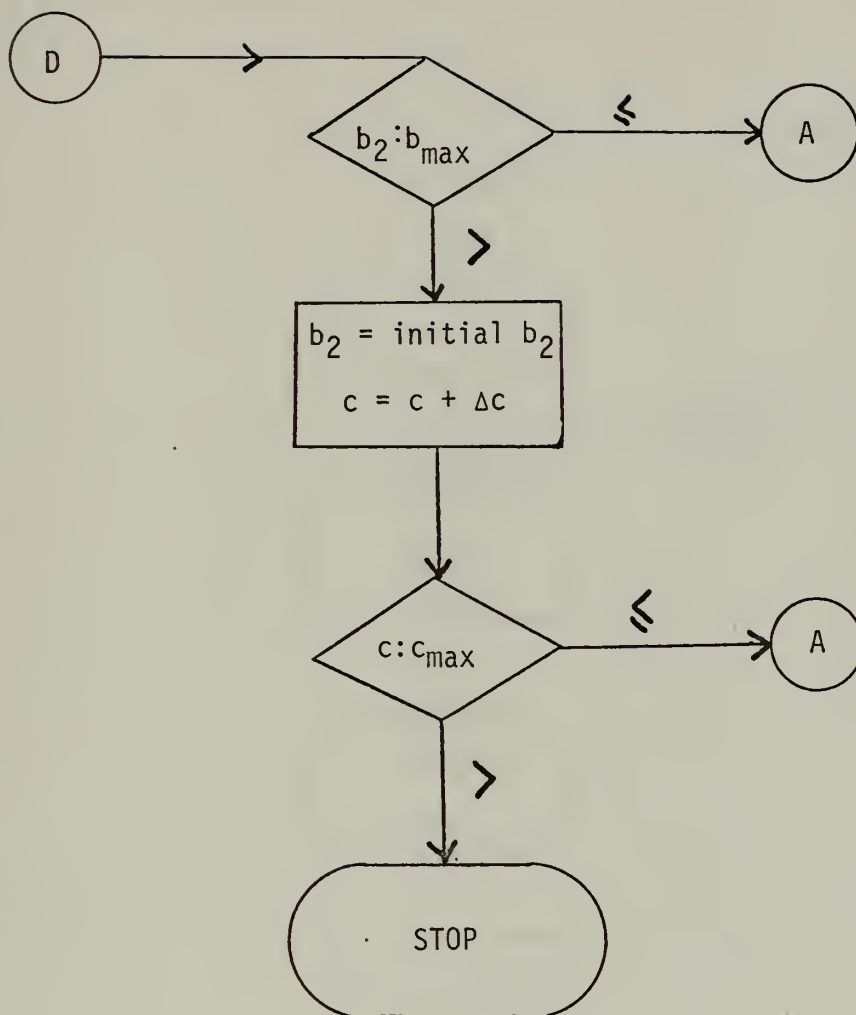 D
b₂:b_max
≤
A
>
b₂ = initial b₂
c = c + Δc
c:c_max
≤
A
>
STOP